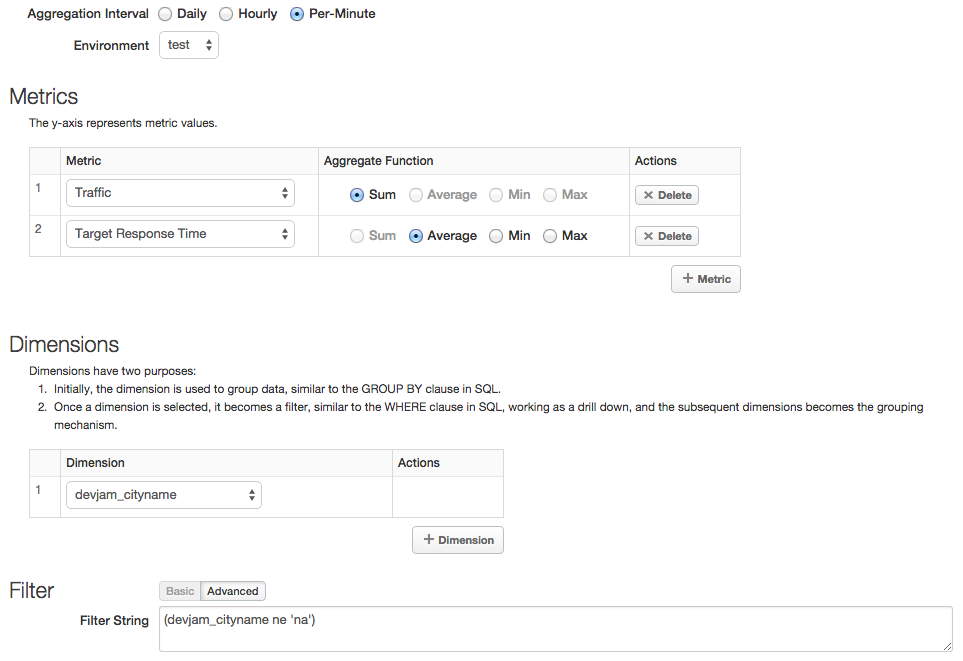 Aggregation Interval Daily Hourly Per-Minute
Environment test
Metrics
The y-axis represents metric values.
Metric Aggregate Function Actions
1 Traffic Sum Average Min Max Delete
2 Target Response Time Sum Average Min Max Delete
+ Metric
Dimensions
Dimensions have two purposes:
1. Initially, the dimension is used to group data, similar to the GROUP BY clause in SQL.
2. Once a dimension is selected, it becomes a filter, similar to the WHERE clause in SQL, working as a drill down, and the subsequent dimensions becomes the grouping
mechanism.
Dimension Actions
1 devjam_cityname
+ Dimension
Filter Basic Advanced
Filter String (devjam_cityname ne 'na')